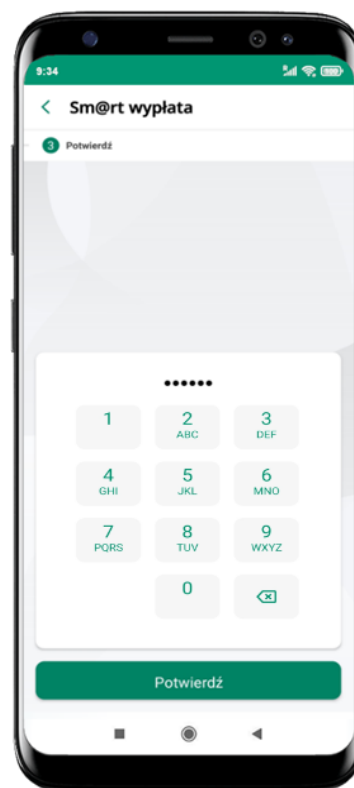 9:34
Sm@rt wypłata
3 Potwierdź
••••••
1
2
ABC
3
DEF
4
GHI
5
JKL
6
MNO
7
PQRS
8
TUV
9
WXYZ
0
Potwierdź